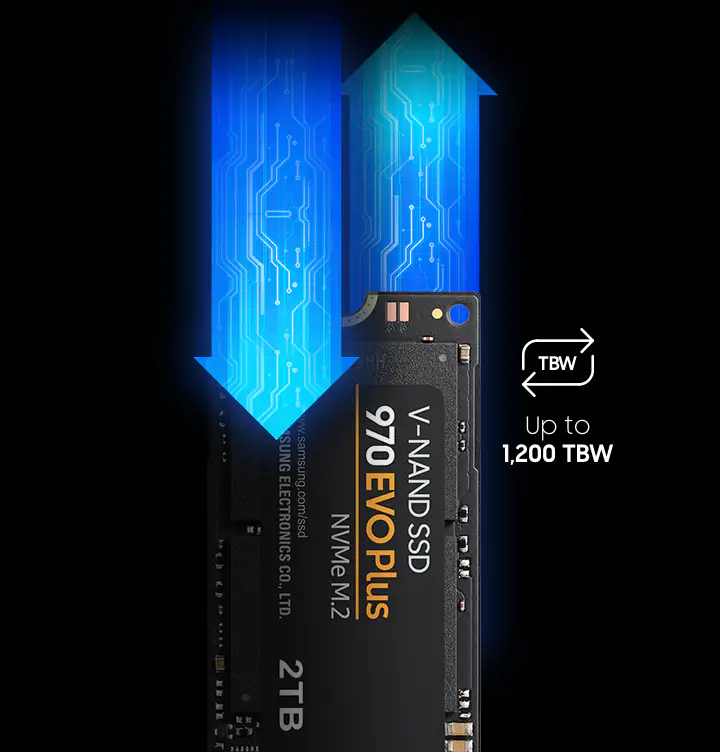 TBW
Up to
1,200 TBW
V-NAND SSD
970 EVO Plus
NVMe M.2
.samsung.com/ssd
SUNG ELECTRONICS CO., LTD.
2TB